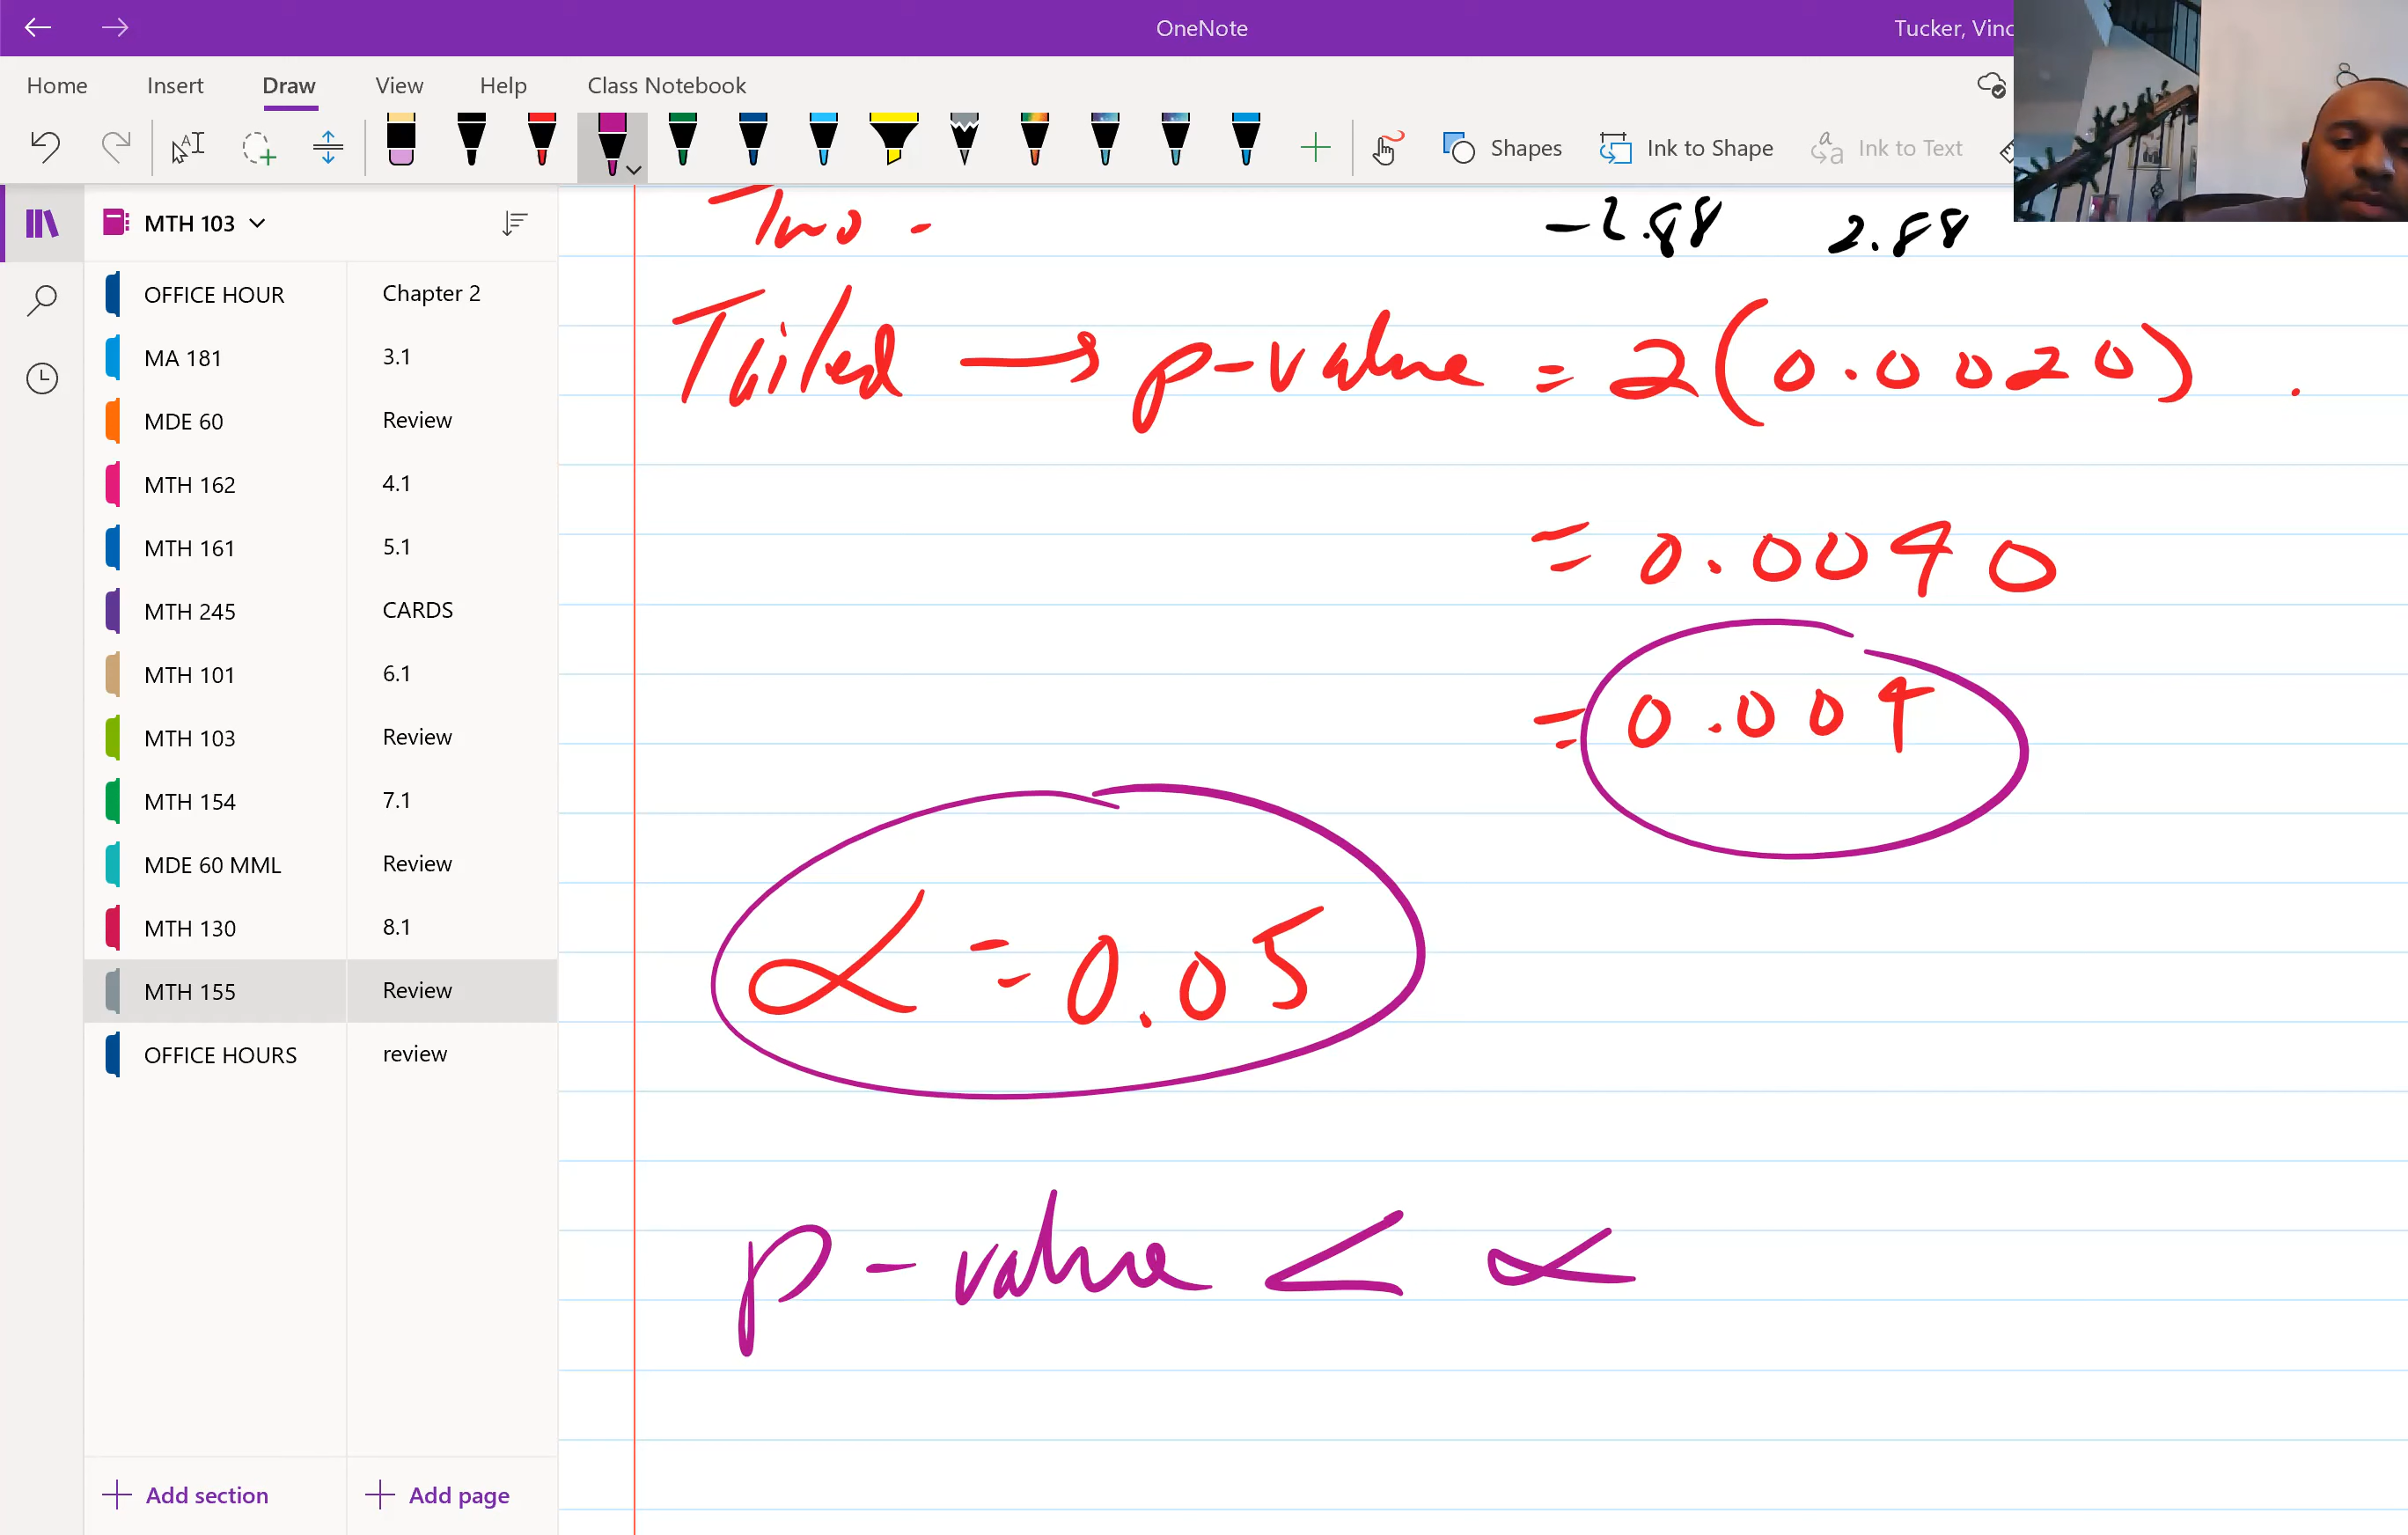 OneNote
Tucker, Vinc
Home Insert Draw View Help Class Notebook
Shapes Ink to Shape Ink to Text
MTH 103
OFFICE HOUR Chapter 2
MA 181 3.1
MDE 60 Review
MTH 162 4.1
MTH 161 5.1
MTH 245 CARDS
MTH 101 6.1
MTH 103 Review
MTH 154 7.1
MDE 60 MML Review
MTH 130 8.1
MTH 155 Review
OFFICE HOURS review
Add section Add page
Two - -2.88 2.88
Tailed → p-value = 2(0.0020).
= 0.0040
= 0.004
α = 0.05
p-value < α